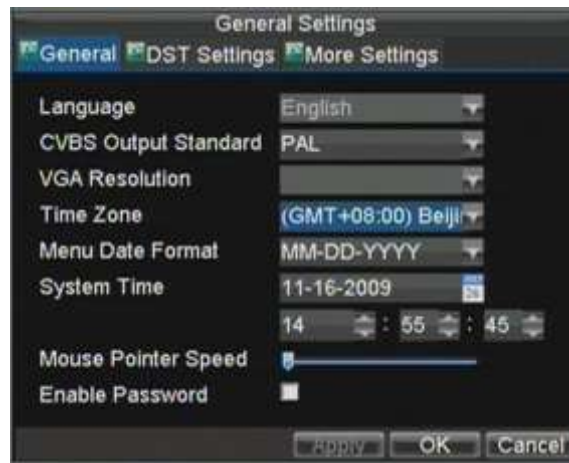 General Settings
General DST Settings More Settings
Language English
CVBS Output Standard PAL
VGA Resolution
Time Zone (GMT+08:00) Beiji
Menu Date Format MM-DD-YYYY
System Time 11-16-2009
14 : 55 : 45
Mouse Pointer Speed
Enable Password
Apply OK Cancel